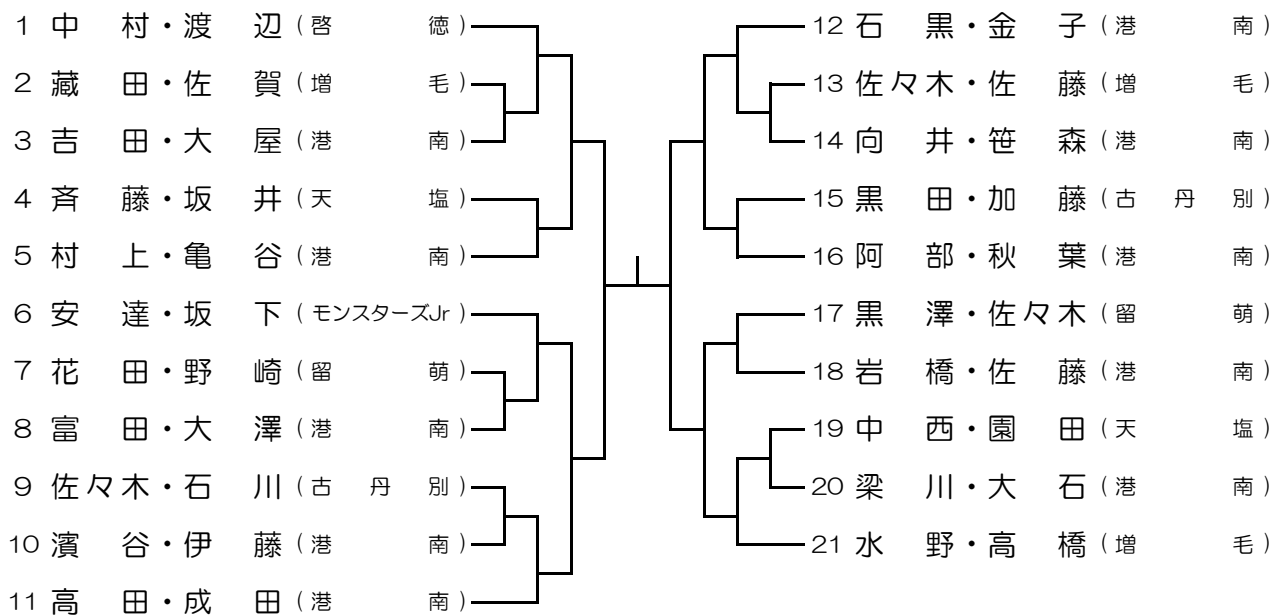 1 中村・渡辺(啓徳)
2 藏田・佐賀(増毛)
3 吉田・大屋(港南)
4 斉藤・坂井(天塩)
5 村上・亀谷(港南)
6 安達・坂下(モンスターズJr)
7 花田・野崎(留萌)
8 富田・大澤(港南)
9 佐々木・石川(古丹別)
10 濱谷・伊藤(港南)
11 高田・成田(港南)
12 石黒・金子(港南)
13 佐々木・佐藤(増毛)
14 向井・笹森(港南)
15 黒田・加藤(古丹別)
16 阿部・秋葉(港南)
17 黒澤・佐々木(留萌)
18 岩橋・佐藤(港南)
19 中西・園田(天塩)
20 梁川・大石(港南)
21 水野・高橋(増毛)